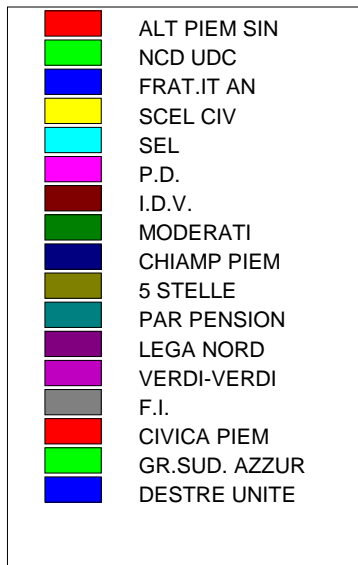 ALT PIEM SIN
NCD UDC
FRAT.IT AN
SCEL CIV
SEL
P.D.
I.D.V.
MODERATI
CHIAMP PIEM
5 STELLE
PAR PENSION
LEGA NORD
VERDI-VERDI
F.I.
CIVICA PIEM
GR.SUD. AZZUR
DESTRE UNITE